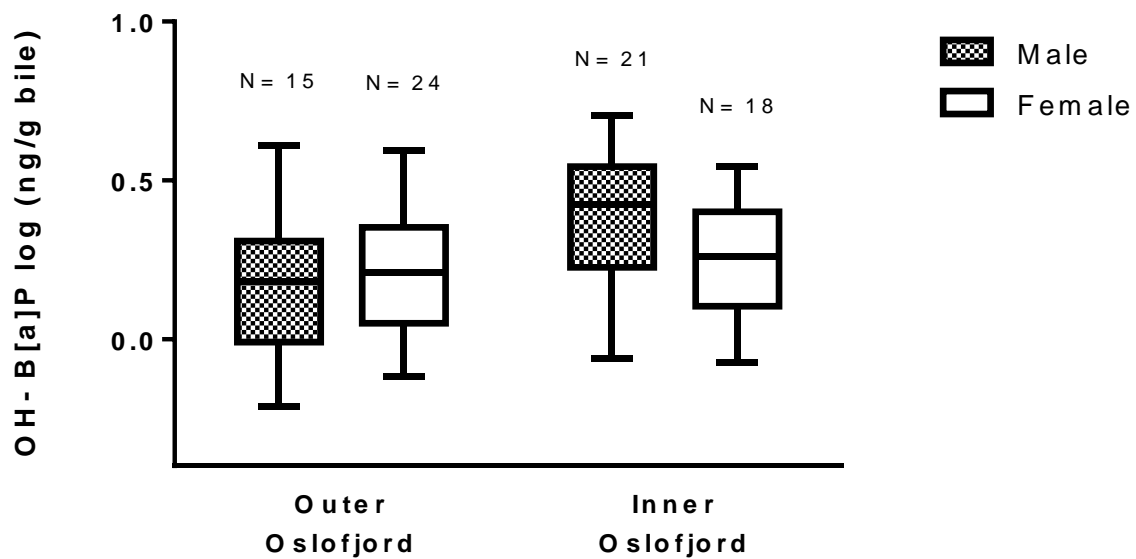 OH-B[a]P log (ng/g bile)
1.0
0.5
0.0
N= 15
N= 24
N= 21
N= 18
Outer
Oslofjord
Inner
Oslofjord
Male
Female